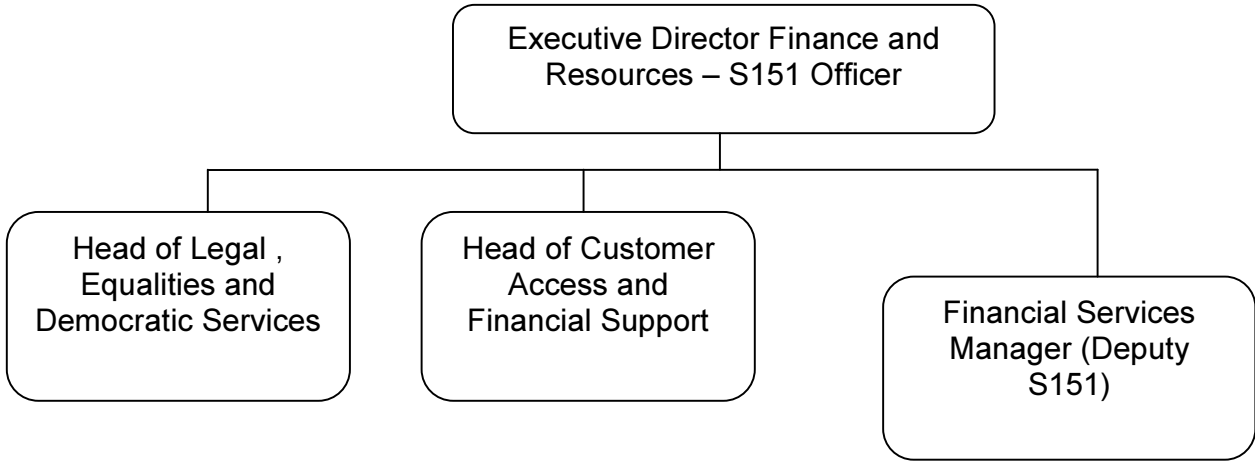 Executive Director Finance and
Resources – S151 Officer
Head of Legal ,
Equalities and
Democratic Services
Head of Customer
Access and
Financial Support
Financial Services
Manager (Deputy
S151)